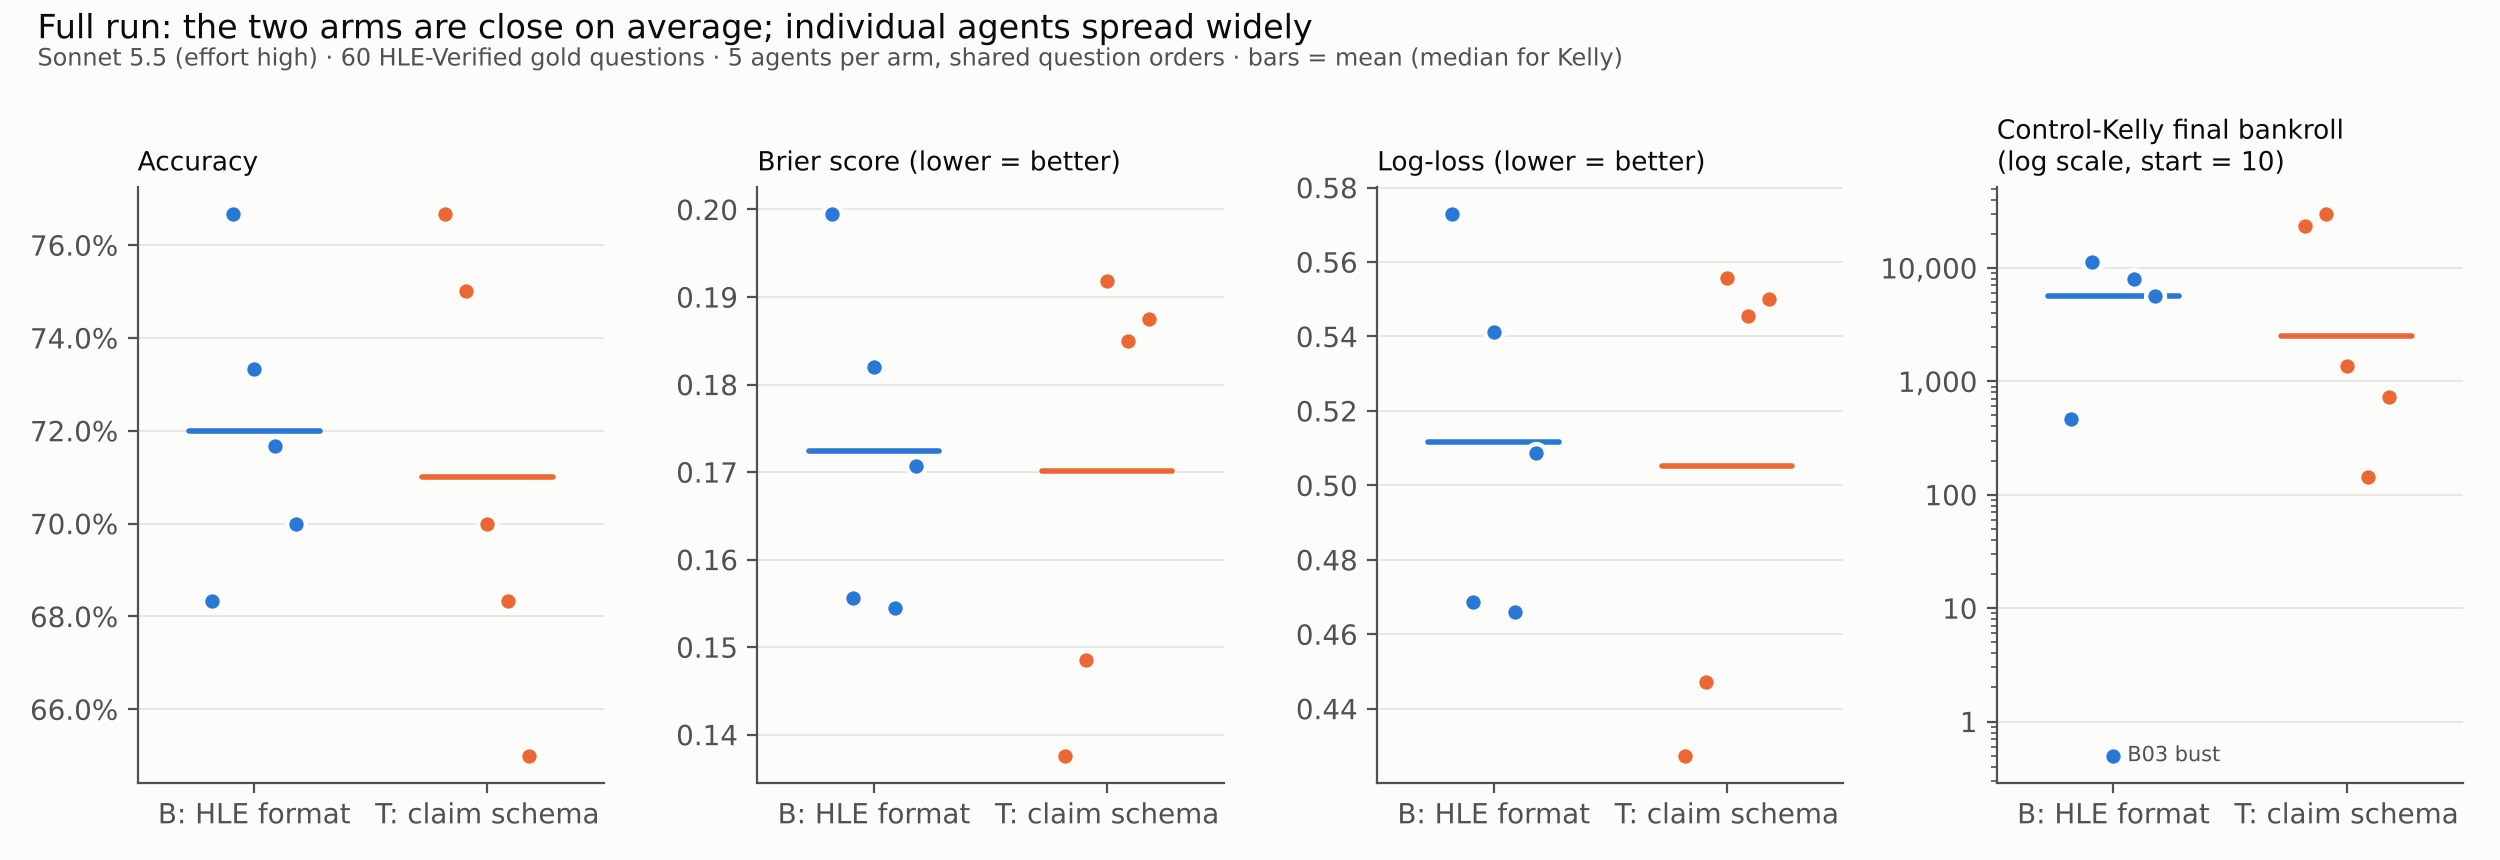 Full run: the two arms are close on average; individual agents spread widely
Sonnet 5.5 (effort high) · 60 HLE-Verified gold questions · 5 agents per arm, shared question orders · bars = mean (median for Kelly)
Accuracy
76.0%
74.0%
72.0%
70.0%
68.0%
66.0%
B: HLE format
T: claim schema
Brier score (lower = better)
0.20
0.19
0.18
0.17
0.16
0.15
0.14
B: HLE format
T: claim schema
Log-loss (lower = better)
0.58
0.56
0.54
0.52
0.50
0.48
0.46
0.44
B: HLE format
T: claim schema
Control-Kelly final bankroll
(log scale, start = 10)
10,000
1,000
100
10
1
B03 bust
B: HLE format
T: claim schema